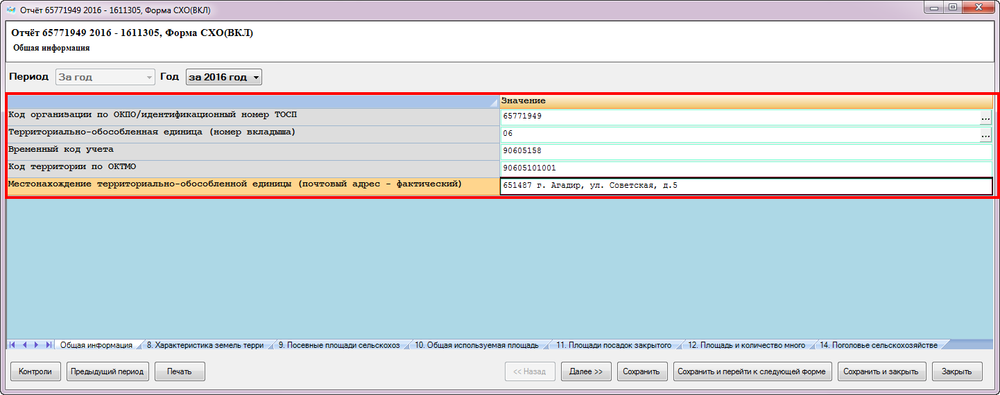 Отчёт 65771949 2016 - 1611305, Форма СХО(ВКЛ)
Отчёт 65771949 2016 - 1611305, Форма СХО(ВКЛ)
Общая информация
Период За год Год за 2016 год
Значение
Код организации по ОКПО/идентификационный номер ТОСП 65771949 ...
Территориально-обособленная единица (номер вкладыша) 06 ...
Временный код учета 90605158
Код территории по ОКТМО 90605101001
Местонахождение территориально-обособленной единицы (почтовый адрес - фактический) 651487 г. Агадир, ул. Советская, д.5
Общая информация 8. Характеристика земель терри 9. Посевные площади сельскохоз 10. Общая используемая площадь 11. Площади посадок закрытого 12. Площадь и количество много 14. Поголовье сельскохозяйстве
Контроли Предыдущий период Печать << Назад Далее >> Сохранить Сохранить и перейти к следующей форме Сохранить и закрыть Закрыть